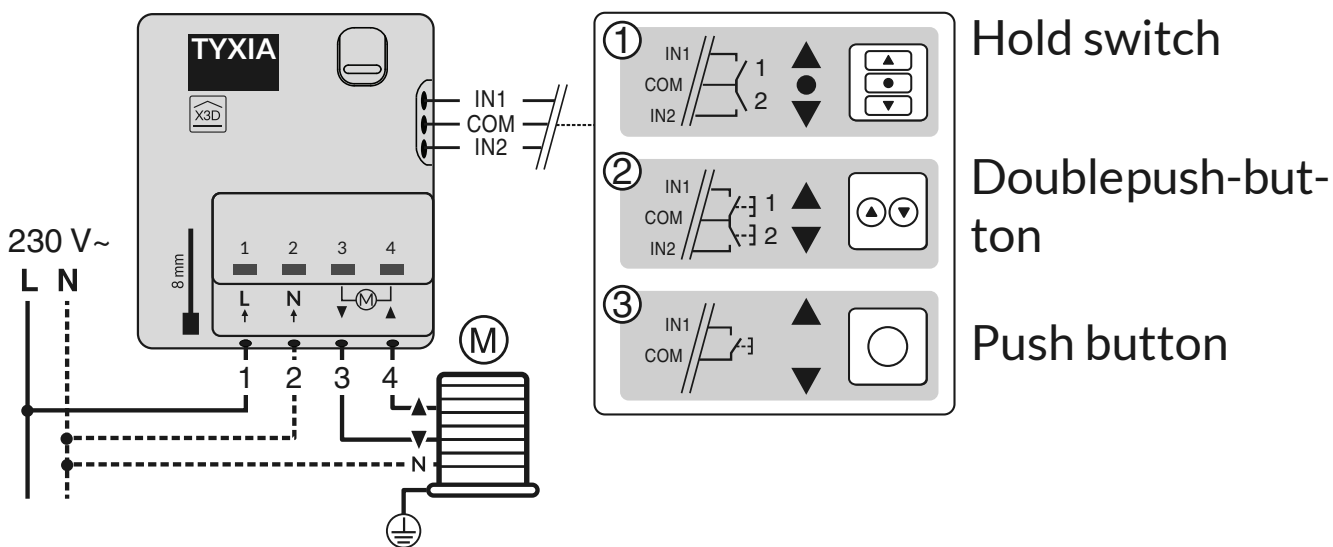 TYXIA
X3D
IN1
COM
IN2
230 V~
L N
8 mm
1 2 3 4
L N M
▼ ▲
1 2 3 4
M
▲
▼
N
1
IN1
COM
IN2
1
2
Hold switch
2
IN1
COM
IN2
1
2
Doublepush-but-
ton
3
IN1
COM
Push button